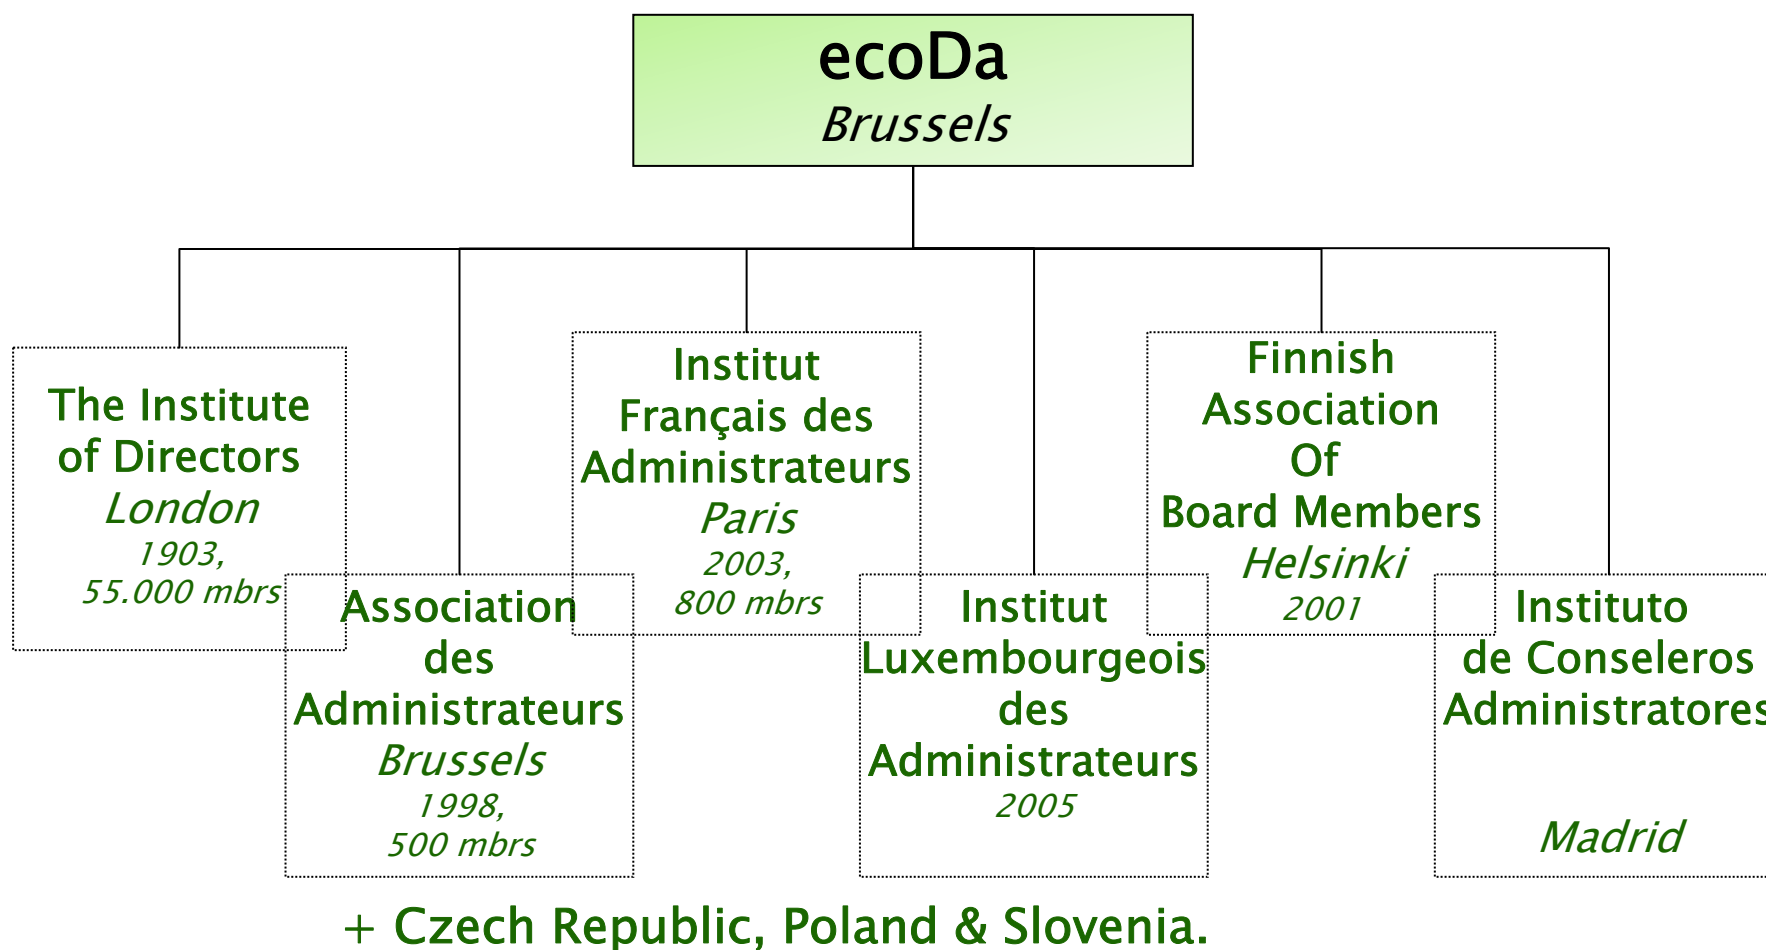 ecoDa
Brussels
The Institute
of Directors
London
1903,
55.000 mbrs
Association
des
Administrateurs
Brussels
1998,
500 mbrs
Institut
Français des
Administrateurs
Paris
2003,
800 mbrs
Institut
Luxembourgeois
des
Administrateurs
2005
Finnish
Association
Of
Board Members
Helsinki
2001
Instituto
de Conseleros
Administratores
Madrid
+ Czech Republic, Poland & Slovenia.